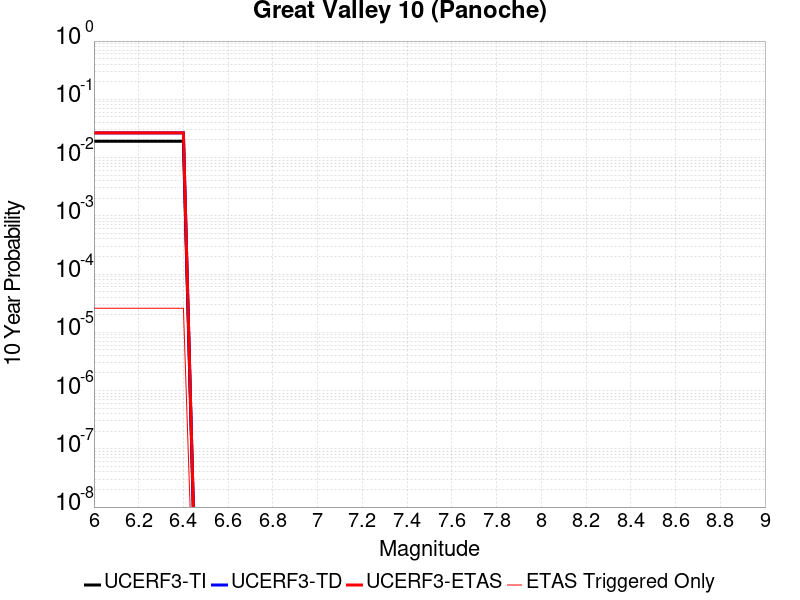 Great Valley 10 (Panoche)
10 Year Probability
10^0
10^-1
10^-2
10^-3
10^-4
10^-5
10^-6
10^-7
10^-8
6 6.2 6.4 6.6 6.8 7 7.2 7.4 7.6 7.8 8 8.2 8.4 8.6 8.8 9
Magnitude
UCERF3-TI UCERF3-TD UCERF3-ETAS ETAS Triggered Only